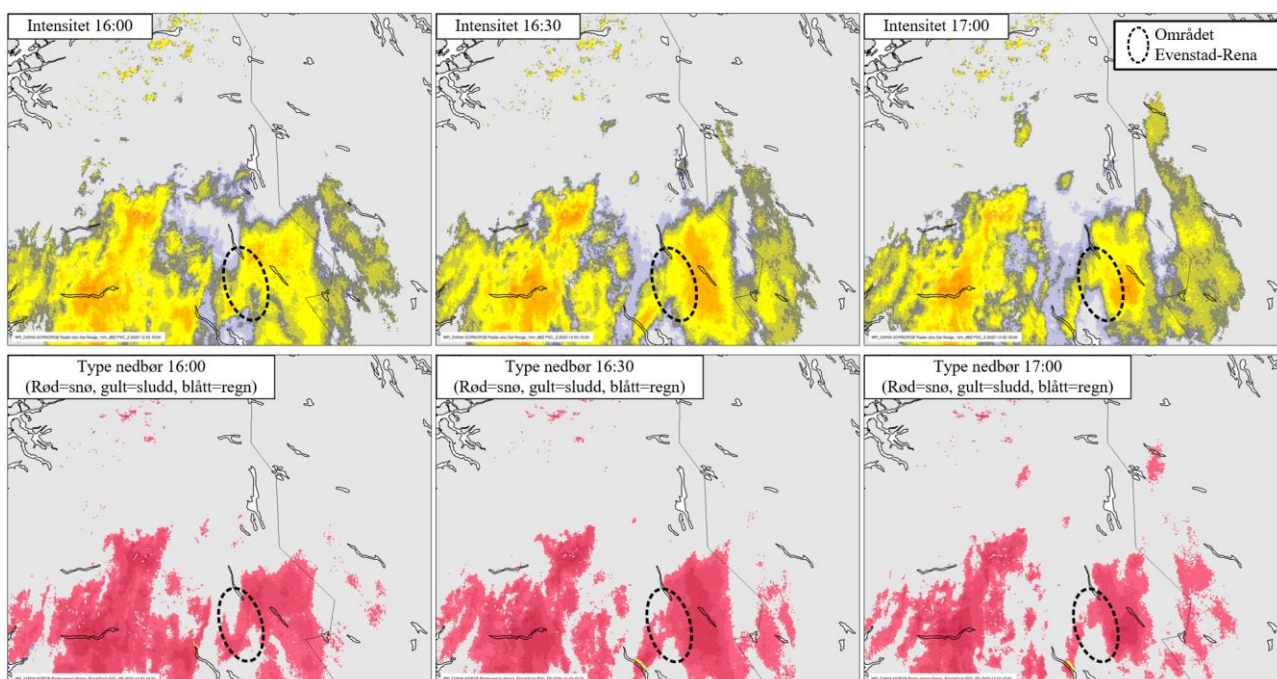 Intensitet 16:00
Intensitet 16:30
Intensitet 17:00
Området
Evenstad-Rena
Type nedbør 16:00
(Rød=snø, gult=sludd, blått=regn)
Type nedbør 16:30
(Rød=snø, gult=sludd, blått=regn)
Type nedbør 17:00
(Rød=snø, gult=sludd, blått=regn)